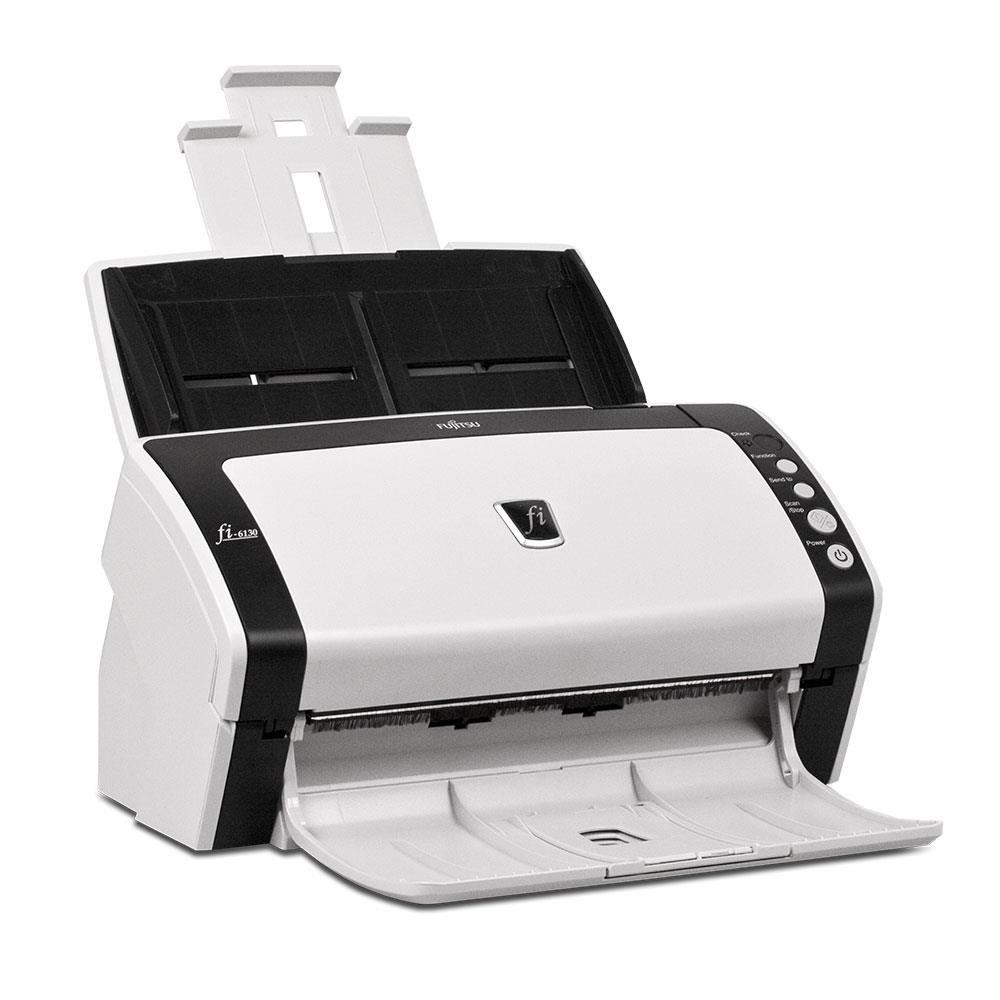 FUJITSU
Check
Function
Send to
Scan
/Stop
Power
fi-6130
fi